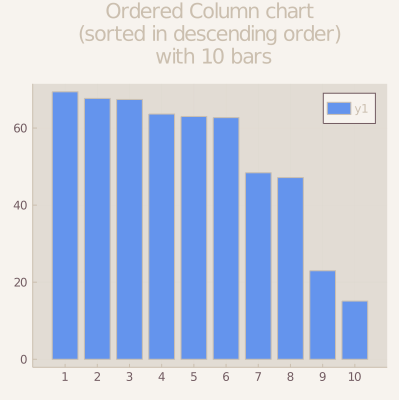 Ordered Column chart
(sorted in descending order)
with 10 bars
y1
60
40
20
0
1 2 3 4 5 6 7 8 9 10